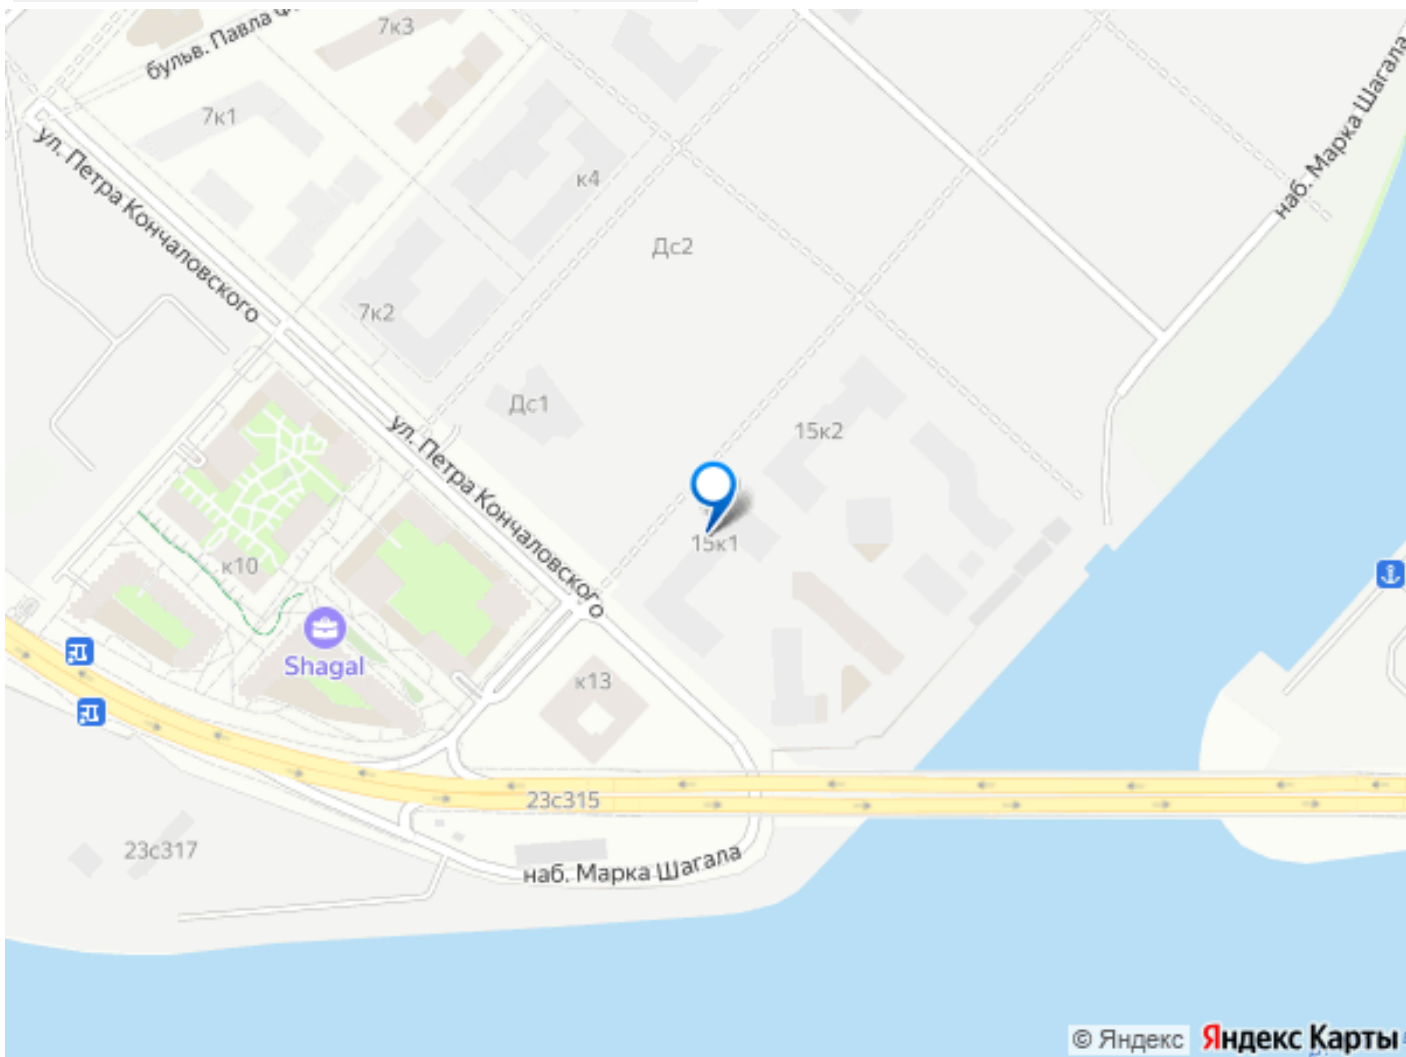 7к3
бульв. Павла
7к1
наб. Марка Шагала
ул. Петра Кончаловского
к4
Дс2
7к2
Дс1
ул. Петра Кончаловского
15к2
15к1
к10
Shagal
к13
23с315
23с317
наб. Марка Шагала
© Яндекс Яндекс Карты